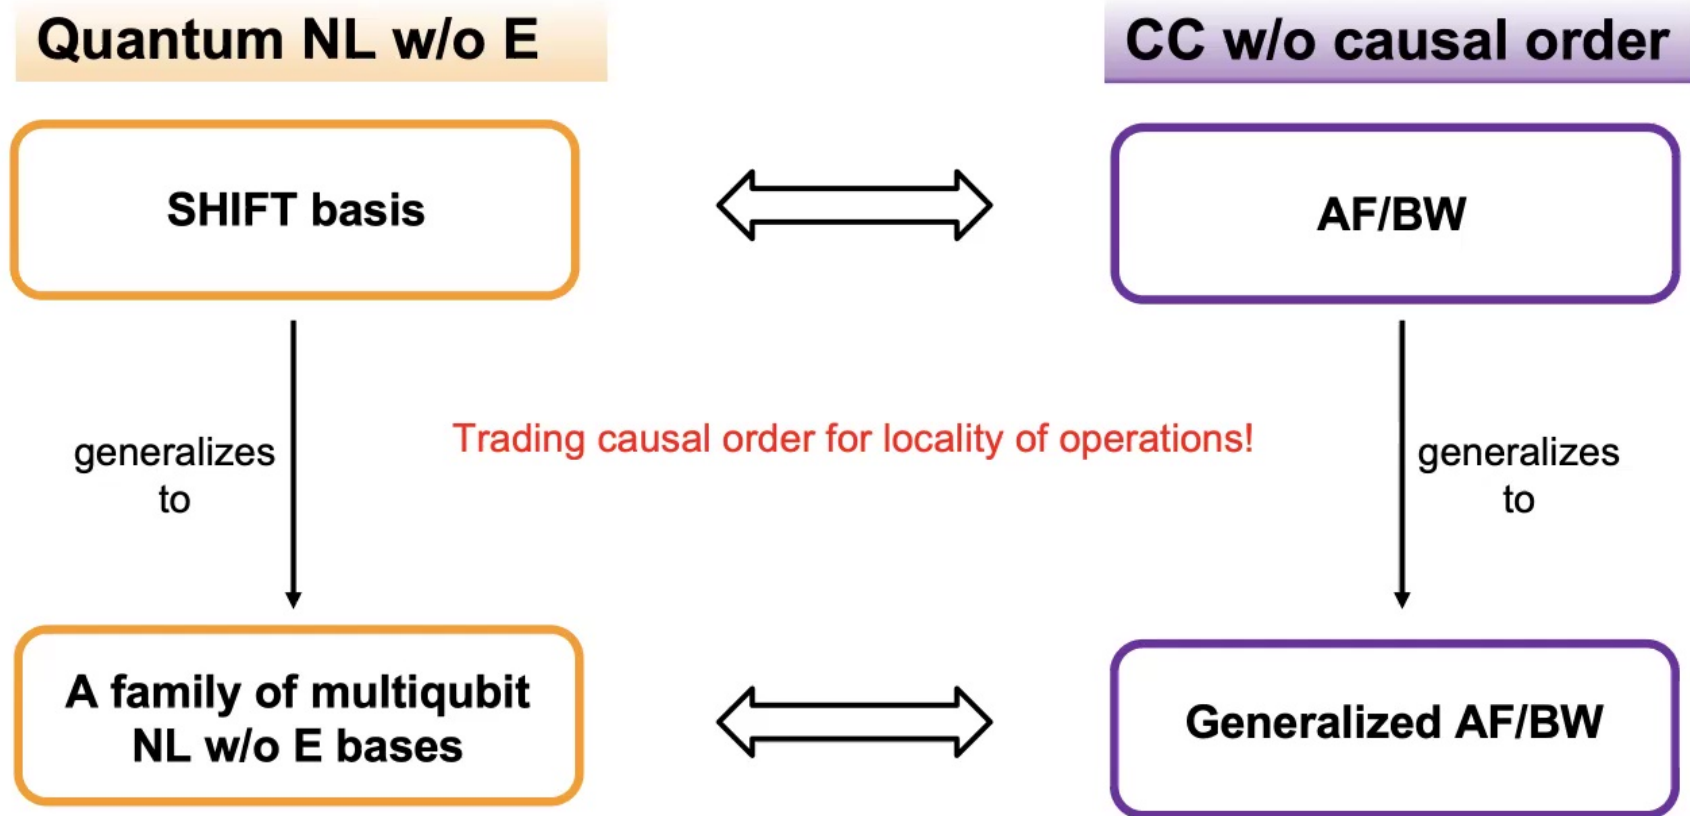 Quantum NL w/o E
CC w/o causal order
SHIFT basis
AF/BW
generalizes
to
Trading causal order for locality of operations!
generalizes
to
A family of multiqubit
NL w/o E bases
Generalized AF/BW